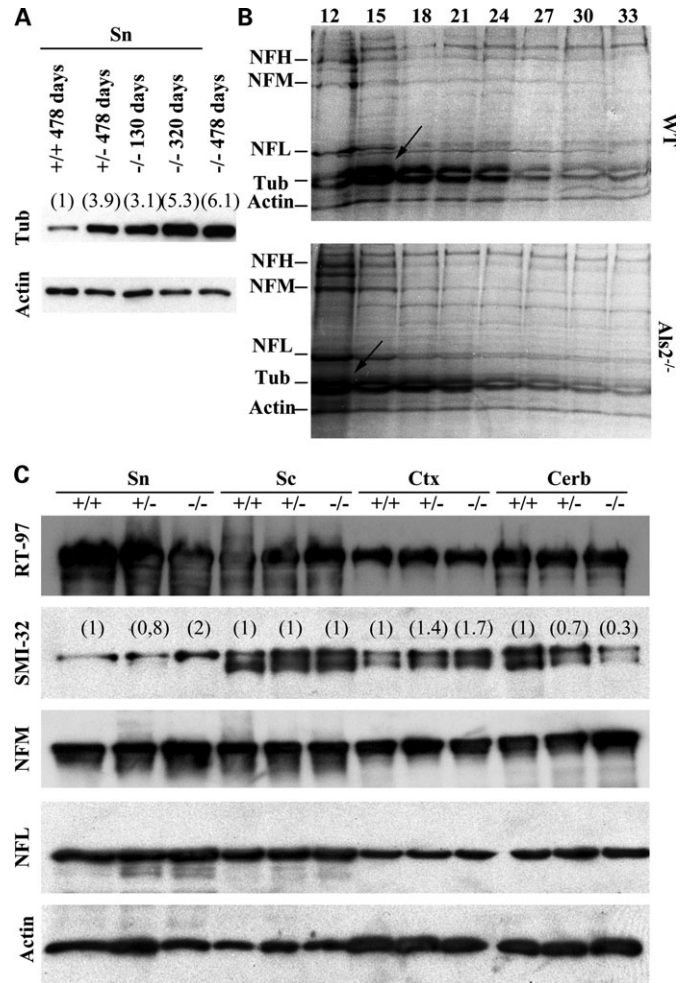 A
Sn
+/+ 478 days
+/- 478 days
-/- 130 days
-/- 320 days
-/- 478 days
(1) (3.9) (3.1) (5.3) (6.1)
Tub
Actin
B
12 15 18 21 24 27 30 33
NFH
NFM
NFL
Tub
Actin
WT
NFH
NFM
NFL
Tub
Actin
Als2-/-
C
Sn Sc Ctx Cerb
+/+ +/- -/- +/+ +/- -/- +/+ +/- -/- +/+ +/- -/-
RT-97
(1) (0,8) (2) (1) (1) (1) (1) (1.4) (1.7) (1) (0.7) (0.3)
SMI-32
NFM
NFL
Actin